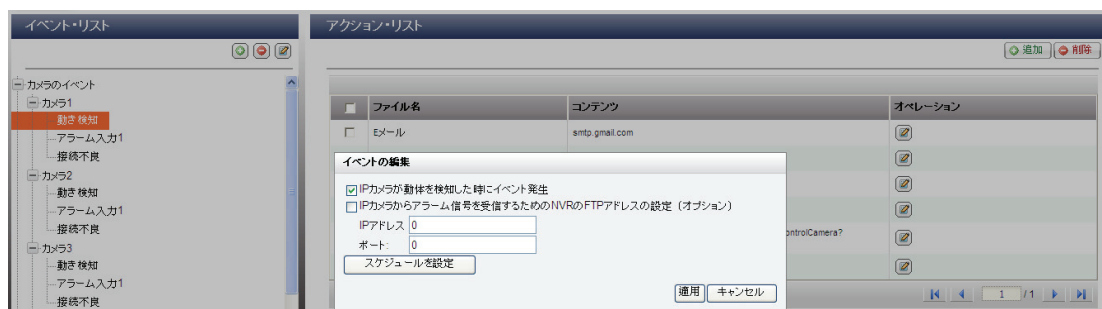 イベント・リスト
カメラのイベント
カメラ1
動き検知
アラーム入力1
接続不良
カメラ2
動き検知
アラーム入力1
接続不良
カメラ3
動き検知
アラーム入力1
接続不良
アクション・リスト
追加 削除
ファイル名 コンテンツ オペレーション
Eメール smtp.gmail.com
イベントの編集
IPカメラが動体を検知した時にイベント発生
IPカメラからアラーム信号を受信するためのNVRのFTPアドレスの設定（オプション）
IPアドレス 0
ポート: 0
スケジュールを設定
適用 キャンセル
ontrolCamera?
1 /1